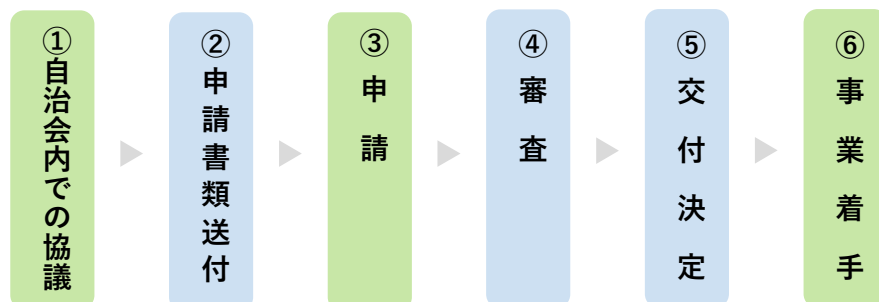 ①自治会内での協議
②申請書類送付
③申請
④審査
⑤交付決定
⑥事業着手